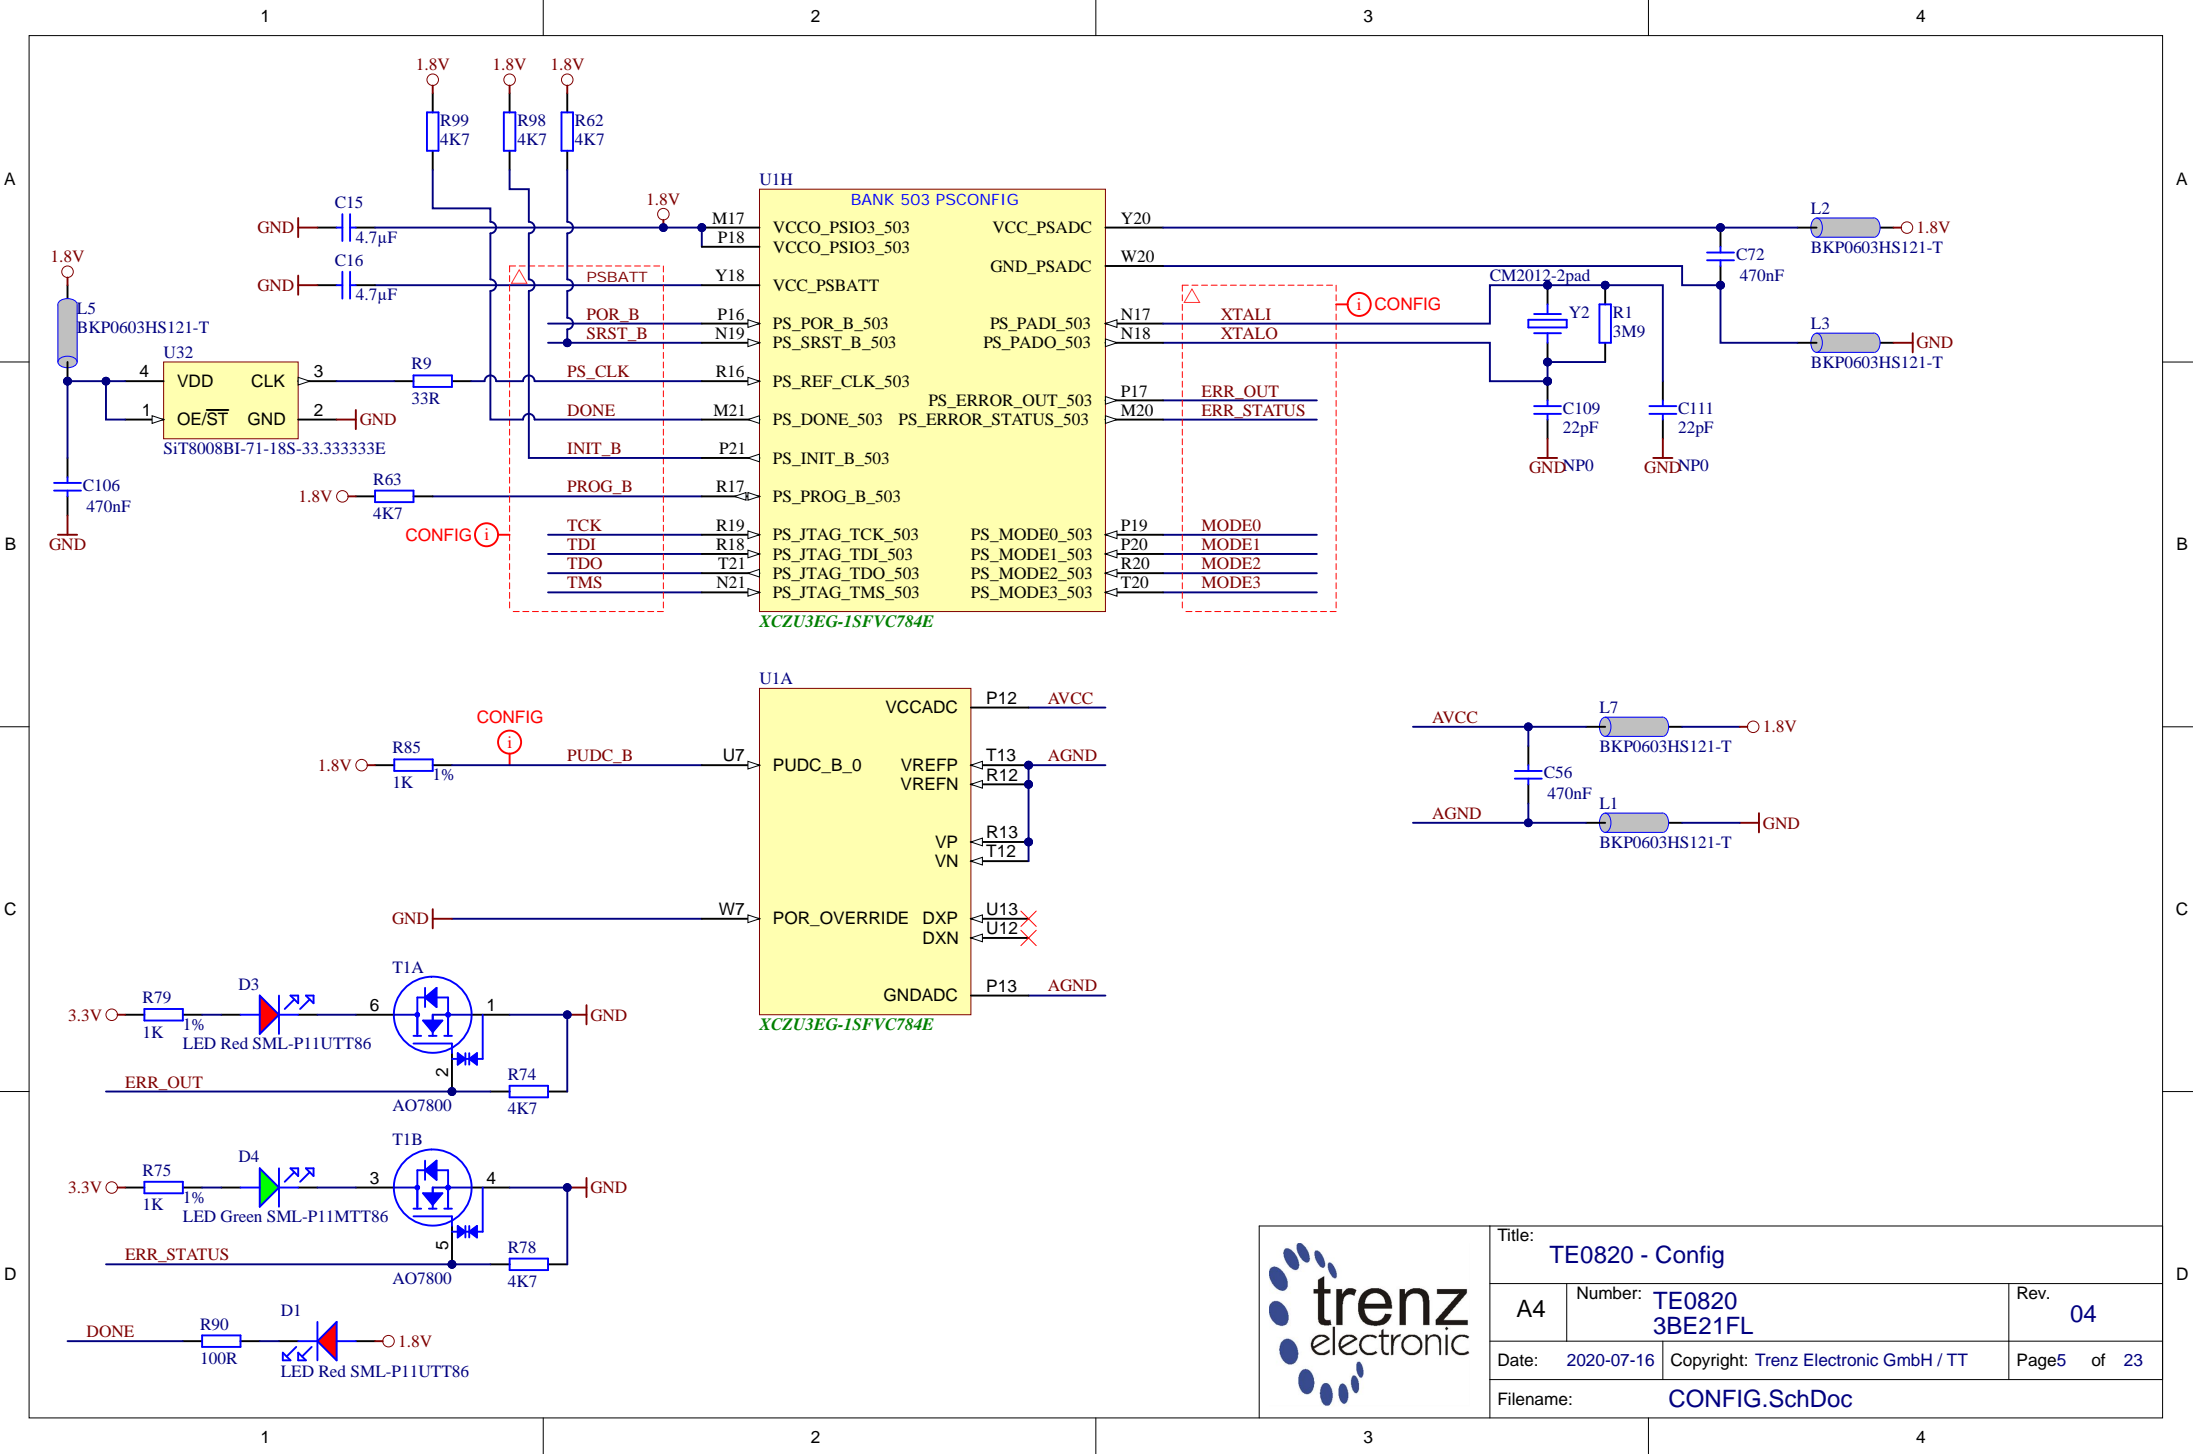 1 2 3 4
A
A
B
B
C
C
D
D
1.8V
1.8V
1.8V
R99
4K7
R98
4K7
R62
4K7
U1H
BANK 503 PSCONFIG
C15
4.7µF
GND
1.8V
M17 VCCO_PSIO3_503
P18 VCCO_PSIO3_503
C16
4.7µF
GND
PSBATT Y18 VCC_PSBATT
POR_B P16 PS_POR_B_503
SRST_B N19 PS_SRST_B_503
PS_CLK R16 PS_REF_CLK_503
DONE M21 PS_DONE_503
INIT_B P21 PS_INIT_B_503
PROG_B R17 PS_PROG_B_503
TCK R19 PS_JTAG_TCK_503
TDI R18 PS_JTAG_TDI_503
TDO T21 PS_JTAG_TDO_503
TMS N21 PS_JTAG_TMS_503
CONFIG i
1.8V
L5
BKP0603HS121-T
U32
4 VDD CLK 3
1 OE/ST GND 2
GND
SiT8008BI-71-18S-33.333333E
R9
33R
C106
470nF
GND
1.8V
R63
4K7
VCC_PSADC Y20
GND_PSADC W20
PS_PADI_503 N17 XTALI
PS_PADO_503 N18 XTALO
PS_ERROR_OUT_503 P17 ERR_OUT
PS_ERROR_STATUS_503 M20 ERR_STATUS
PS_MODE0_503 P19 MODE0
PS_MODE1_503 P20 MODE1
PS_MODE2_503 R20 MODE2
PS_MODE3_503 T20 MODE3
XCZU3EG-1SFVC784E
i CONFIG
CM2012-2pad
Y2
R1
3M9
C109
22pF
GND NP0
C111
22pF
GND NP0
C72
470nF
L2
BKP0603HS121-T
1.8V
L3
BKP0603HS121-T
GND
U1A
VCCADC P12 AVCC
CONFIG
i
1.8V
R85
1K
1%
PUDC_B U7 PUDC_B_0
VREFP T13 AGND
VREFN R12
VP R13
VN T12
GND W7 POR_OVERRIDE
DXP U13
DXN U12
GNDADC P13 AGND
XCZU3EG-1SFVC784E
AVCC
L7
BKP0603HS121-T
1.8V
C56
470nF
AGND
L1
BKP0603HS121-T
GND
3.3V
R79
1K
1%
D3
LED Red SML-P11UTT86
T1A
6
1
2
GND
ERR_OUT
AO7800
R74
4K7
3.3V
R75
1K
1%
D4
LED Green SML-P11MTT86
T1B
3
4
5
GND
ERR_STATUS
AO7800
R78
4K7
DONE
R90
100R
D1
1.8V
LED Red SML-P11UTT86
trenz
electronic
Title:
TE0820 - Config
A4
Number: TE0820
3BE21FL
Rev.
04
Date: 2020-07-16
Copyright: Trenz Electronic GmbH / TT
Page5 of 23
Filename: CONFIG.SchDoc
1 2 3 4